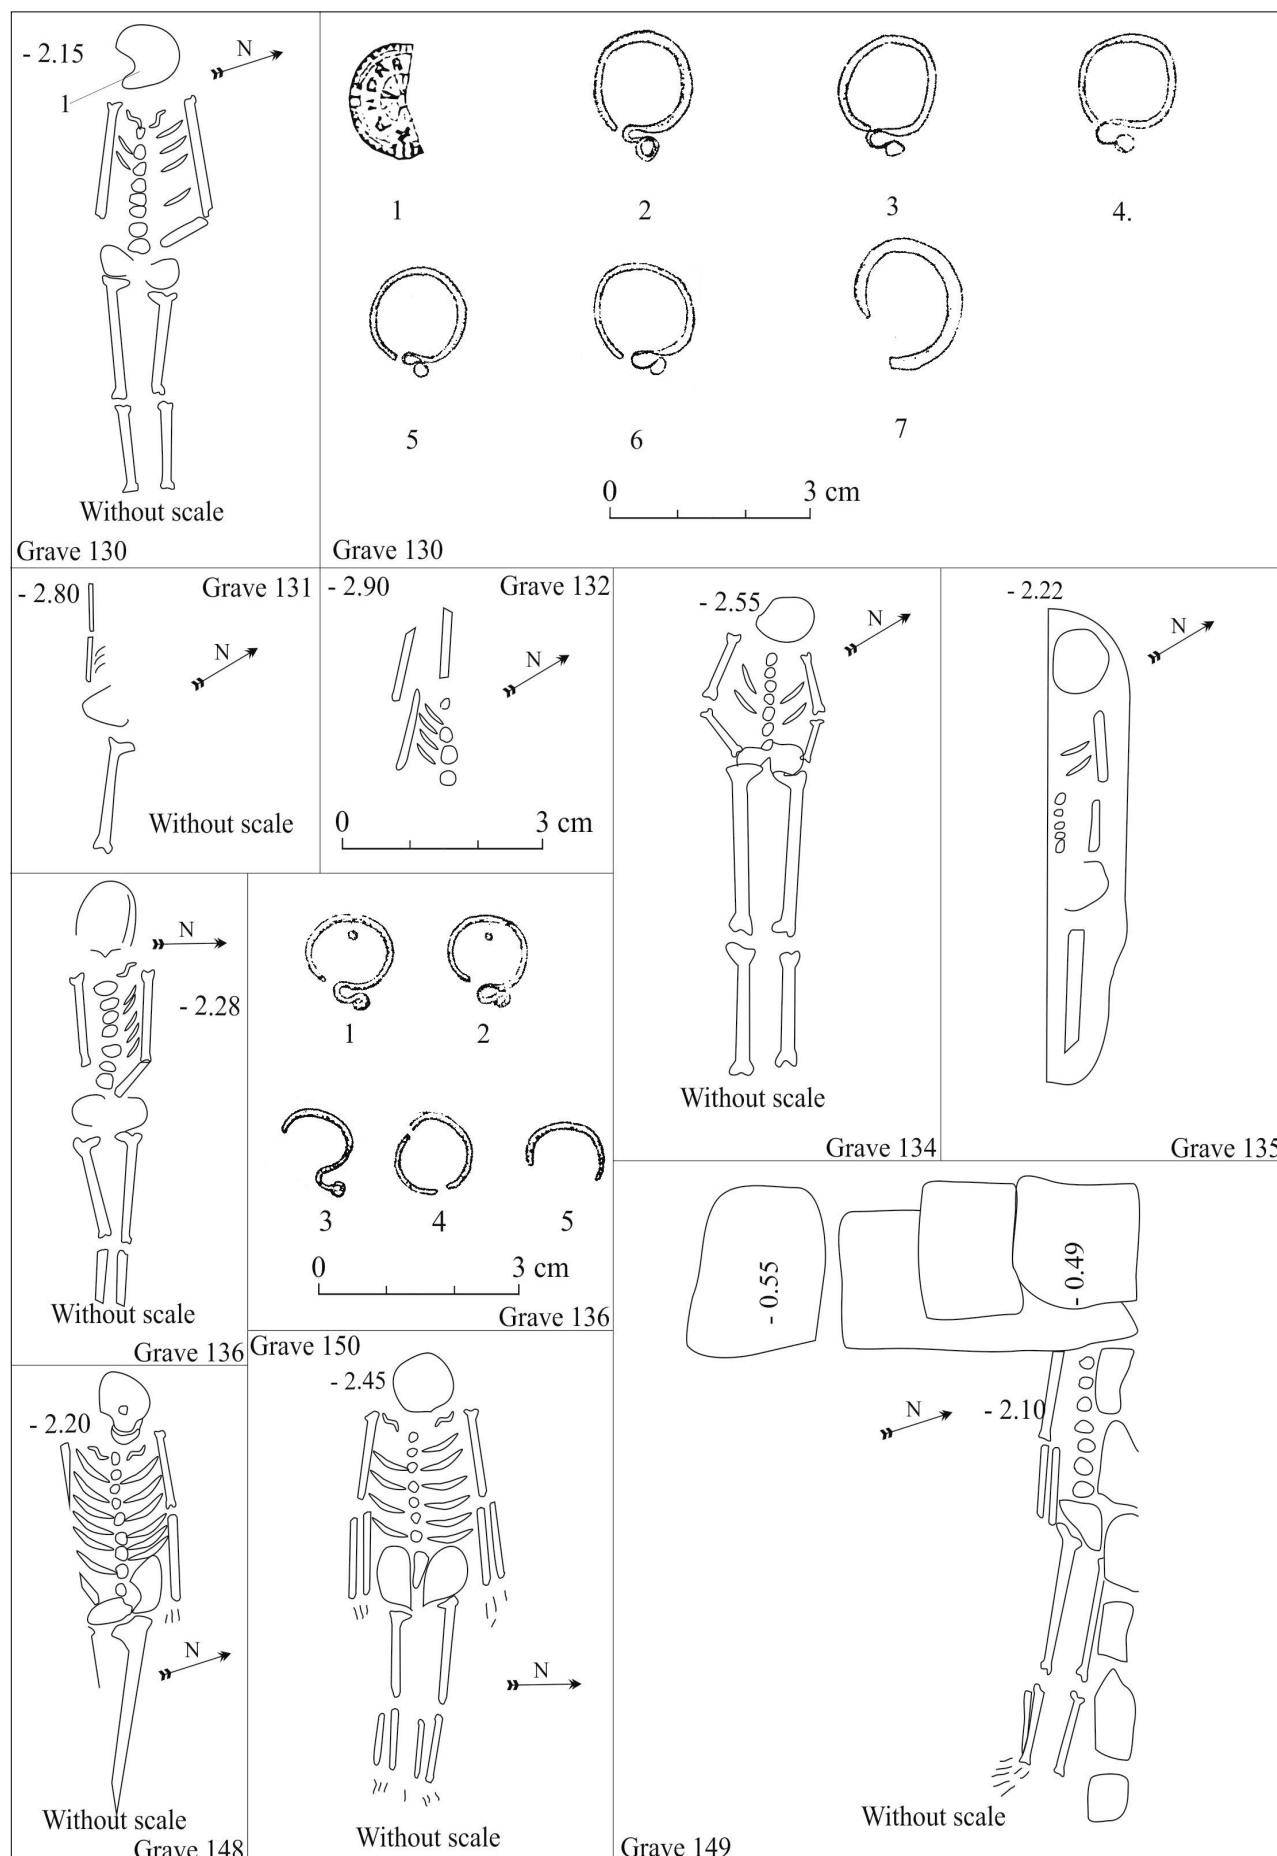 - 2.15
N
1
Without scale
Grave 130
1
2
3
4.
5
6
7
0 3 cm
Grave 130
- 2.80
Grave 131
N
Without scale
- 2.90
Grave 132
N
0 3 cm
- 2.55
N
Without scale
Grave 134
- 2.22
N
Grave 135
N
- 2.28
Without scale
Grave 136
1
2
3
4
5
0 3 cm
Grave 136
- 2.20
N
Without scale
Grave 148
Grave 150
- 2.45
N
Without scale
- 0.55
- 0.49
N
- 2.10
Without scale
Grave 149